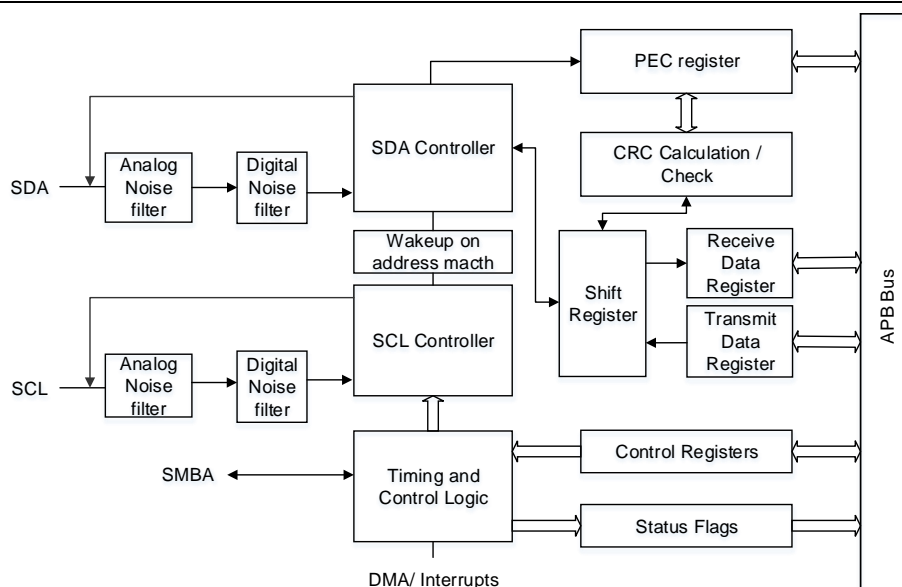 PEC register
SDA Controller
CRC Calculation /
Check
SDA
Analog
Noise
filter
Digital
Noise
filter
Wakeup on
address macth
Receive
Data
Register
Shift
Register
Transmit
Data
Register
APB Bus
SCL Controller
SCL
Analog
Noise
filter
Digital
Noise
filter
Control Registers
SMBA
Timing and
Control Logic
Status Flags
DMA/ Interrupts